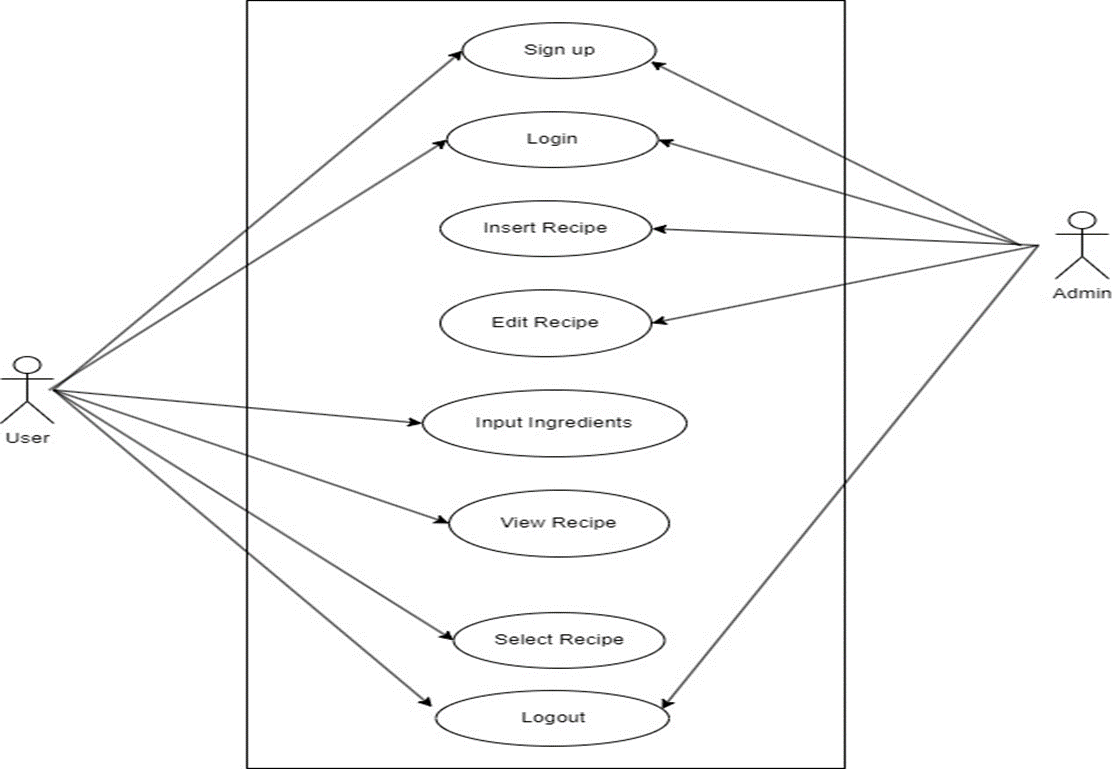 Sign up
Login
Insert Recipe
Admin
Edit Recipe
Input Ingredients
User
View Recipe
Select Recipe
Logout